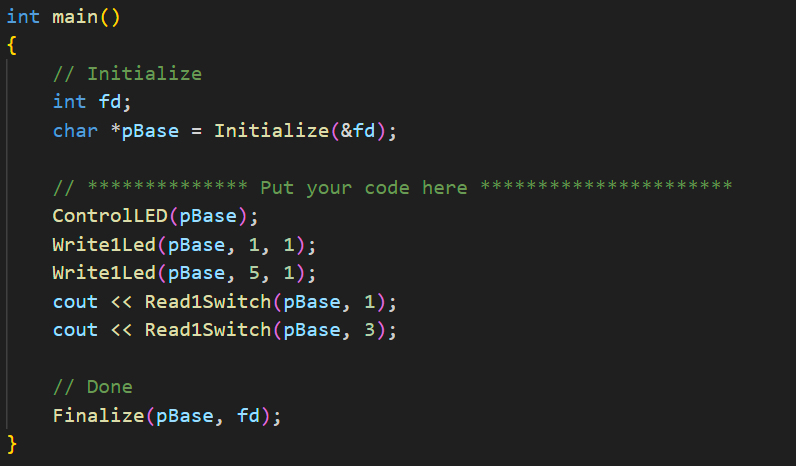 int main()
{
// Initialize
int fd;
char *pBase = Initialize(&fd);
// ************** Put your code here **********************
ControlLED(pBase);
Write1Led(pBase, 1, 1);
Write1Led(pBase, 5, 1);
cout << Read1Switch(pBase, 1);
cout << Read1Switch(pBase, 3);
// Done
Finalize(pBase, fd);
}